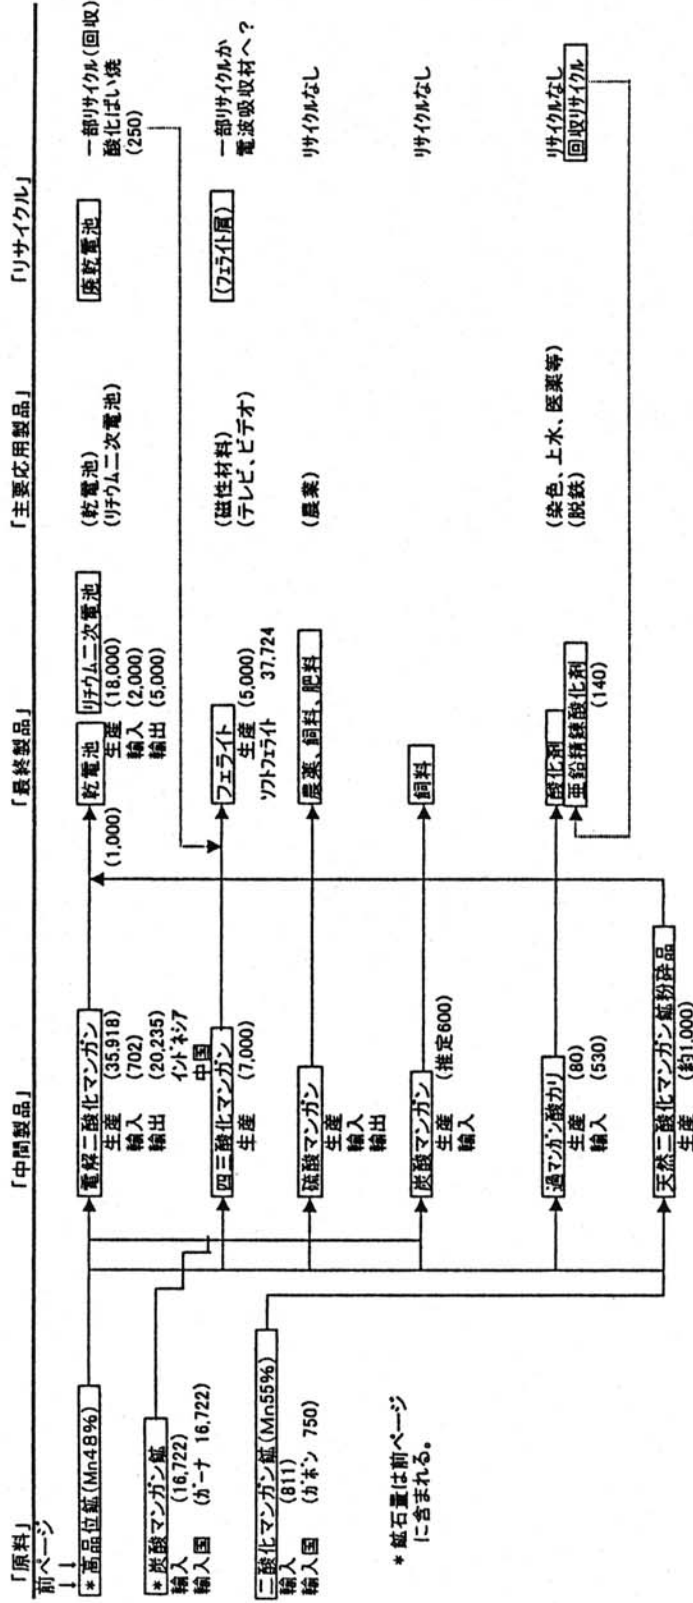 「原料」
「中間製品」
「最終製品」
「主要応用製品」
「リサイクル」
前ページ
↓ ↓
*高品位鉱(Mn48%)
*炭酸マンガン鉱
輸入 (16,722)
輸入国 (ガーナ 16,722)
二酸化マンガン鉱(Mn55%)
輸入 (811)
輸入国 (ガボン 750)
*鉱石量は前ページ
に含まれる。
電解二酸化マンガン
生産 (35,918)
輸入 (702)
輸出 (20,235)
インドネシア
中国
四三酸化マンガン
生産 (7,000)
硫酸マンガン
生産
輸入
輸出
炭酸マンガン
生産 (推定600)
輸入
過マンガン酸カリ
生産 (80)
輸入 (530)
天然二酸化マンガン鉱粉砕品
生産 (約1,000)
(1,000)
乾電池 リチウム二次電池
生産 (18,000)
輸入 (2,000)
輸出 (5,000)
フェライト
生産 (5,000)
ソフトフェライト 37.724
農薬、飼料、肥料
飼料
酸化剤
亜鉛精錬酸化剤
(140)
(乾電池)
(リチウム二次電池)
(磁性材料)
(テレビ、ビデオ)
(農薬)
(染色、上水、医薬等)
(脱鉄)
廃乾電池
一部リサイクル(回収)
酸化ばい焼
(250)
(フェライト屑)
一部リサイクルか
電波吸収材へ?
リサイクルなし
リサイクルなし
リサイクルなし
回収リサイクル